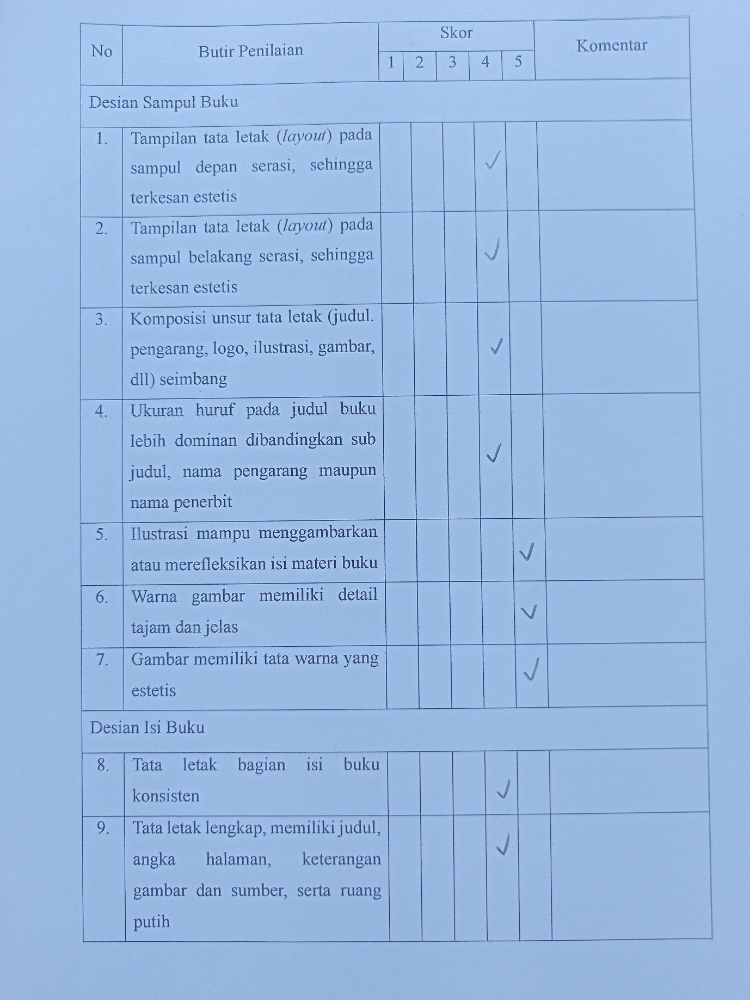 No
Butir Penilaian
Skor
Komentar
1 2 3 4 5
Desian Sampul Buku
1. Tampilan tata letak (layout) pada
sampul depan serasi, sehingga
terkesan estetis
✓
2. Tampilan tata letak (layout) pada
sampul belakang serasi, sehingga
terkesan estetis
✓
3. Komposisi unsur tata letak (judul.
pengarang, logo, ilustrasi, gambar,
dll) seimbang
✓
4. Ukuran huruf pada judul buku
lebih dominan dibandingkan sub
judul, nama pengarang maupun
nama penerbit
✓
5. Ilustrasi mampu menggambarkan
atau merefleksikan isi materi buku
✓
6. Warna gambar memiliki detail
tajam dan jelas
✓
7. Gambar memiliki tata warna yang
estetis
✓
Desian Isi Buku
8. Tata letak bagian isi buku
konsisten
✓
9. Tata letak lengkap, memiliki judul,
angka halaman, keterangan
gambar dan sumber, serta ruang
putih
✓